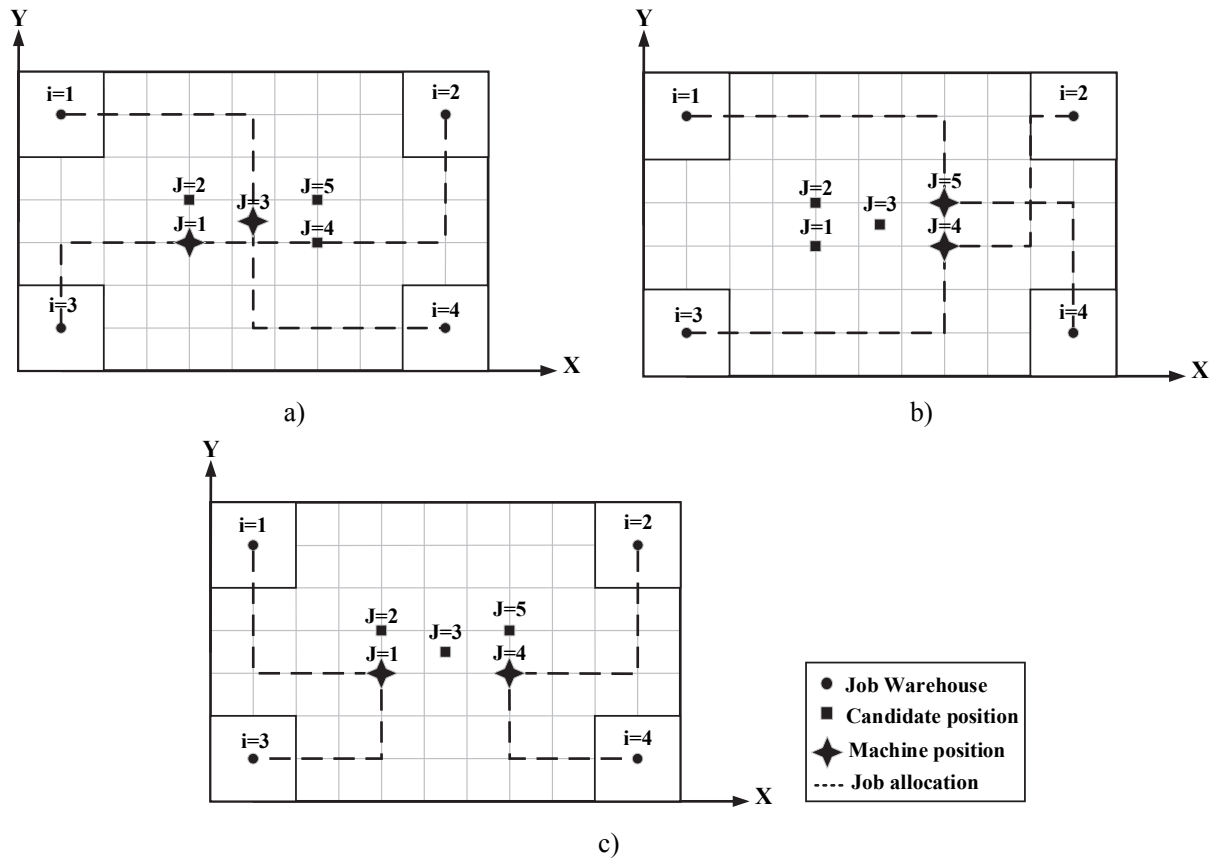 Y
i=1
i=2
J=2
J=5
J=3
J=1
J=4
i=3
i=4
X
a)
Y
i=1
i=2
J=2
J=5
J=3
J=1
J=4
i=3
i=4
X
b)
Y
i=1
i=2
J=2
J=5
J=3
J=1
J=4
i=3
i=4
X
c)
Job Warehouse
Candidate position
Machine position
Job allocation